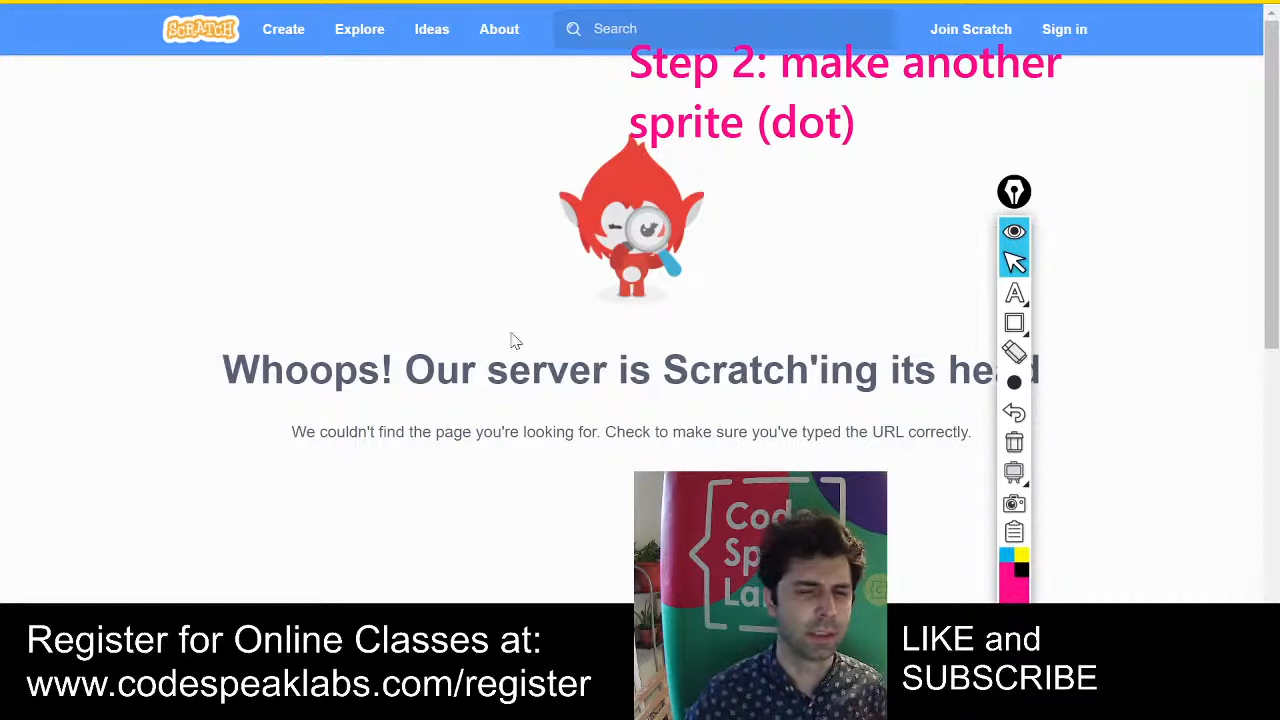 SCRATCH
Create
Explore
Ideas
About
Search
Join Scratch
Sign in
Step 2: make another
sprite (dot)
Whoops! Our server is Scratch'ing its head
We couldn't find the page you're looking for. Check to make sure you've typed the URL correctly.
A
Register for Online Classes at:
www.codespeaklabs.com/register
LIKE and
SUBSCRIBE